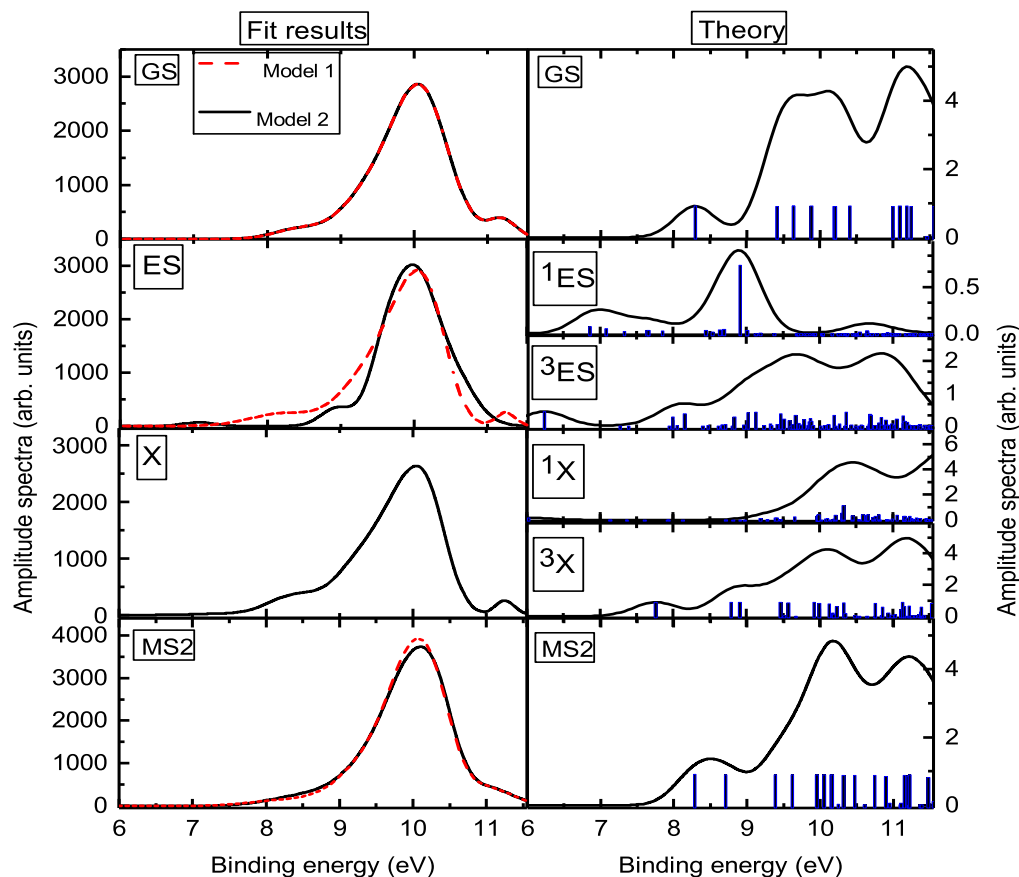 Fit results
Theory
GS
Model 1
Model 2
3000
2000
1000
0
GS
4
2
0
ES
3000
2000
1000
0
1ES
0.5
0.0
3ES
2
1
0
X
3000
2000
1000
0
1X
6
4
2
0
3X
4
2
0
MS2
4000
3000
2000
1000
0
MS2
4
2
0
6 7 8 9 10 11
7 8 9 10 11
Binding energy (eV)
Binding energy (eV)
Amplitude spectra (arb. units)
Amplitude spectra (arb. units)